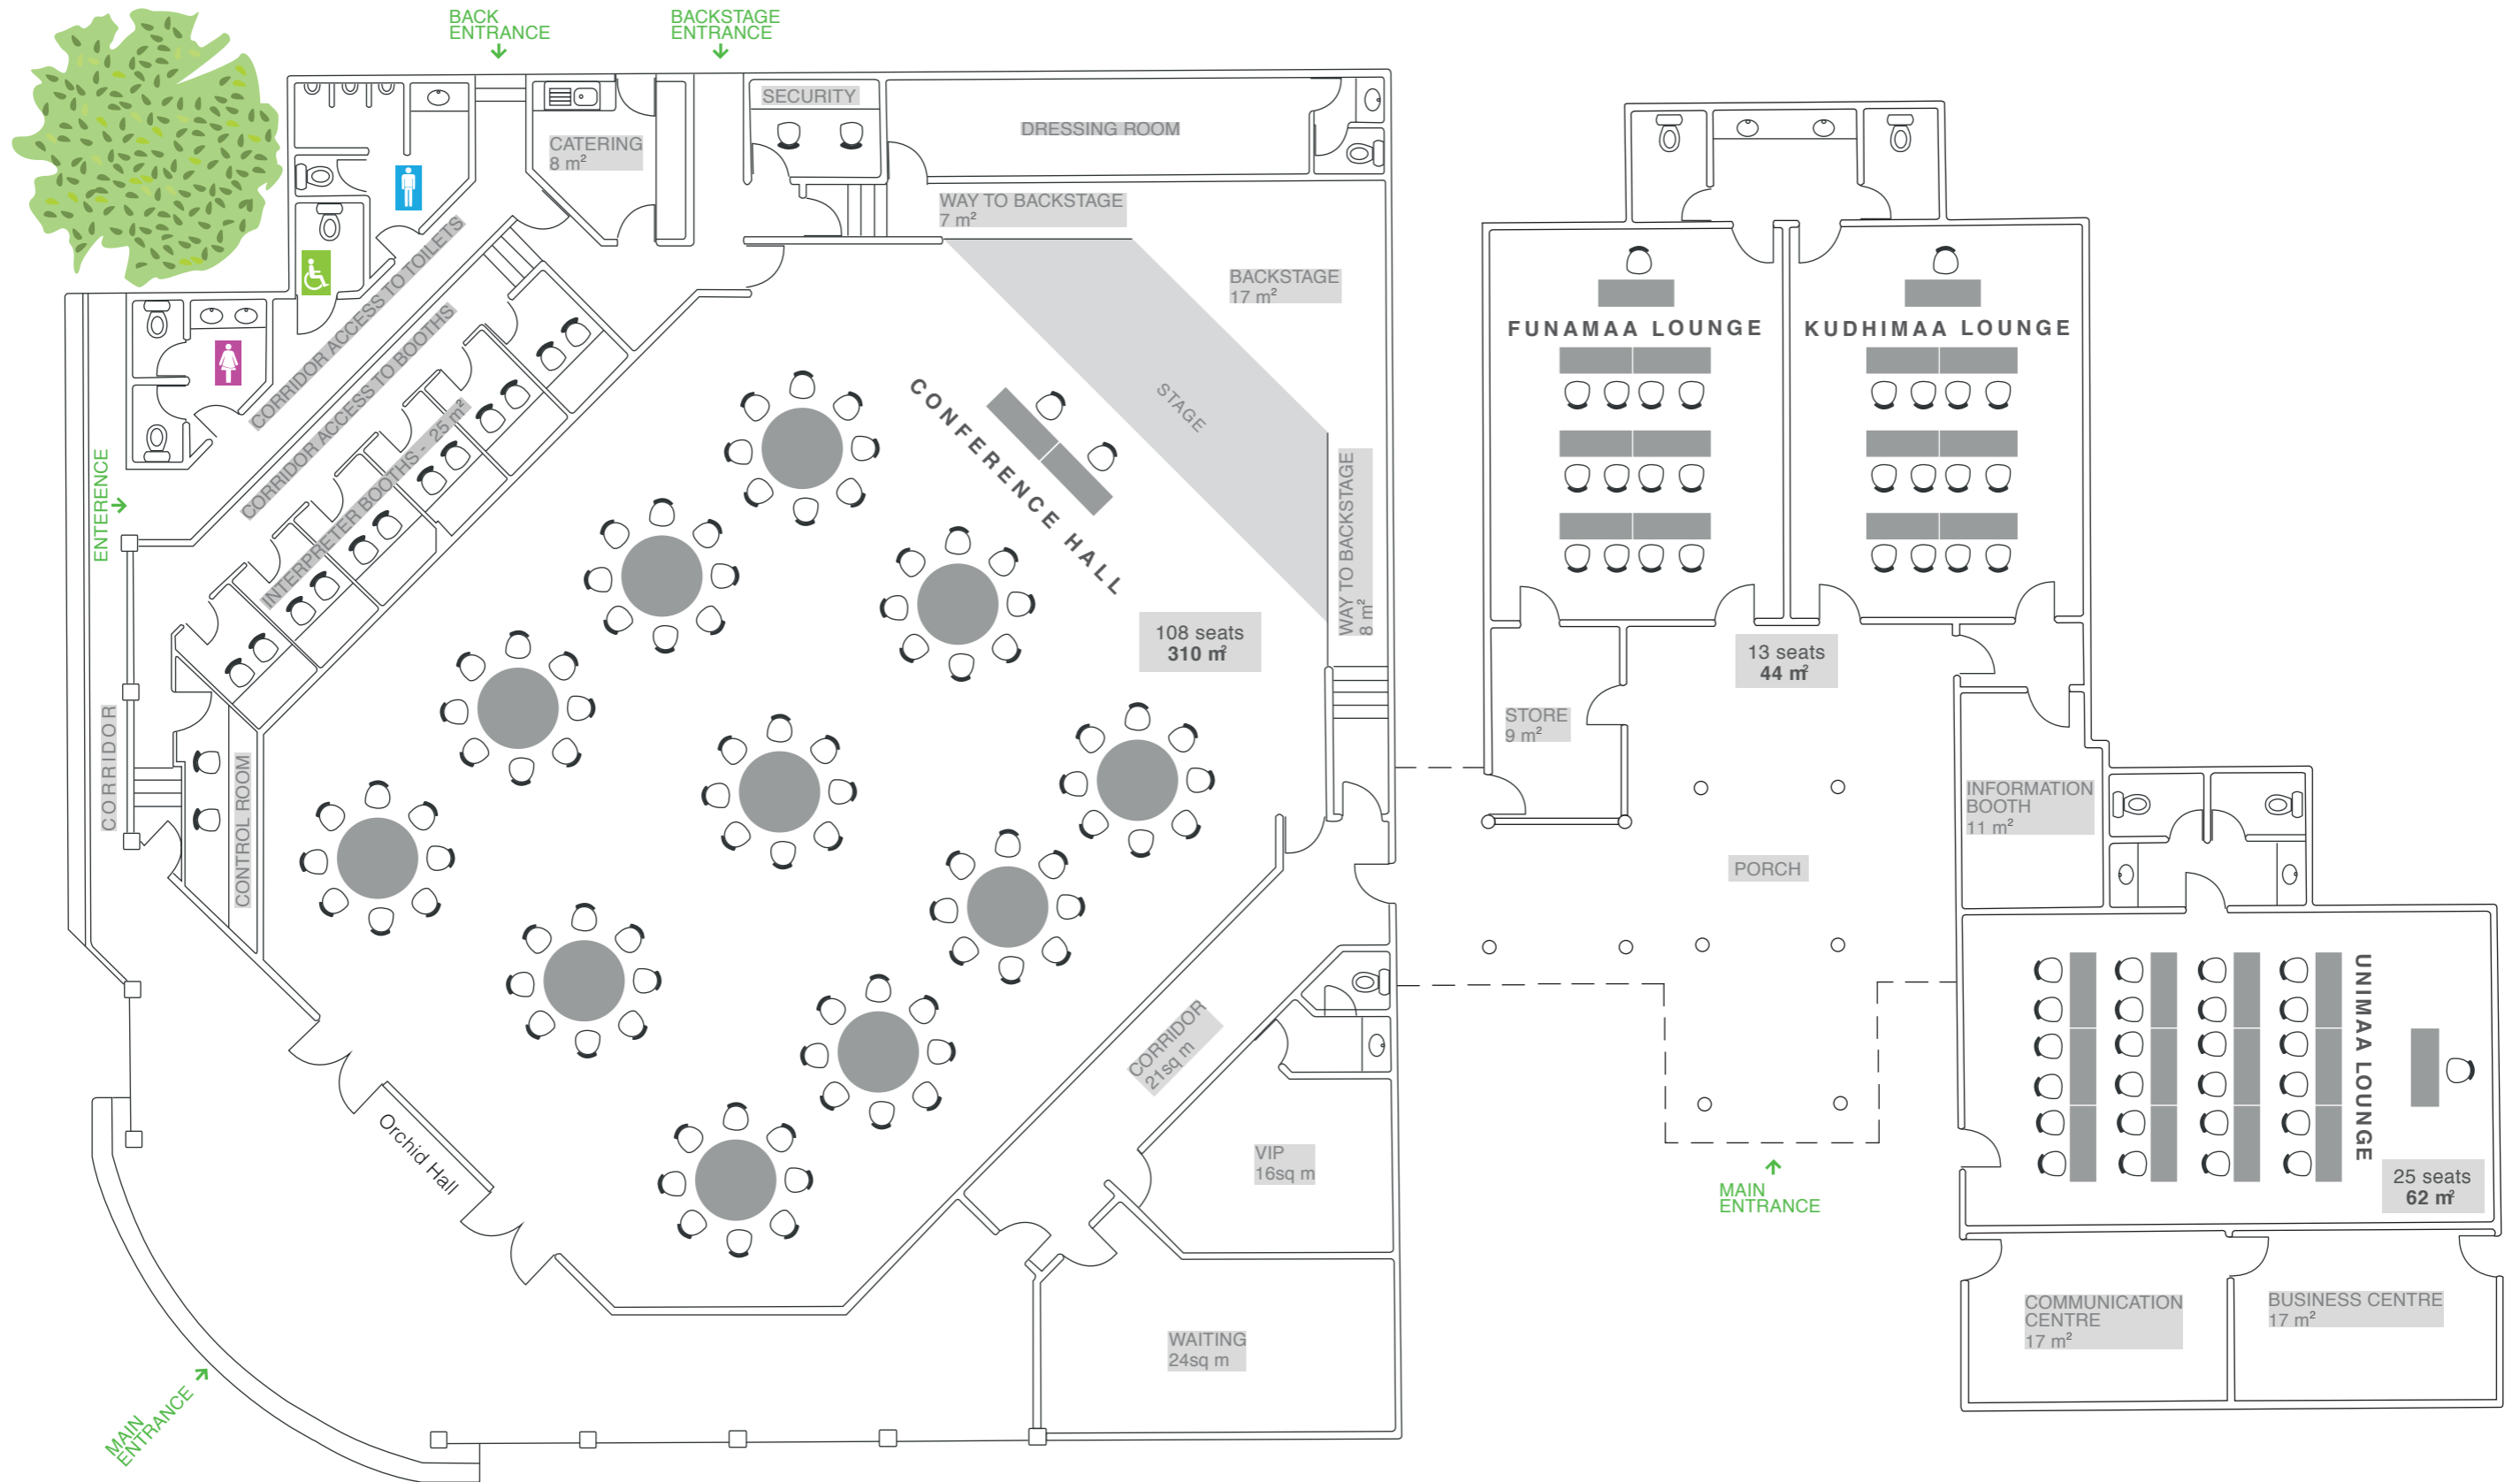 BACK
ENTRANCE
BACKSTAGE
ENTRANCE
SECURITY
DRESSING ROOM
CATERING
8 m²
WAY TO BACKSTAGE
7 m²
BACKSTAGE
17 m²
CORRIDOR ACCESS TO TOILETS
CORRIDOR ACCESS TO BOOTHS
INTERPRETER BOOTHS - 25 m²
STAGE
CONFERENCE HALL
WAY TO BACKSTAGE
8 m²
108 seats
310 m²
ENTERENCE
CORRIDOR
CONTROL ROOM
Orchid Hall
CORRIDOR
21sq m
VIP
16sq m
WAITING
24sq m
MAIN
ENTRANCE
FUNAMAA LOUNGE
KUDHIMAA LOUNGE
13 seats
44 m²
STORE
9 m²
INFORMATION
BOOTH
11 m²
PORCH
MAIN
ENTRANCE
UNIMAA LOUNGE
25 seats
62 m²
COMMUNICATION
CENTRE
17 m²
BUSINESS CENTRE
17 m²